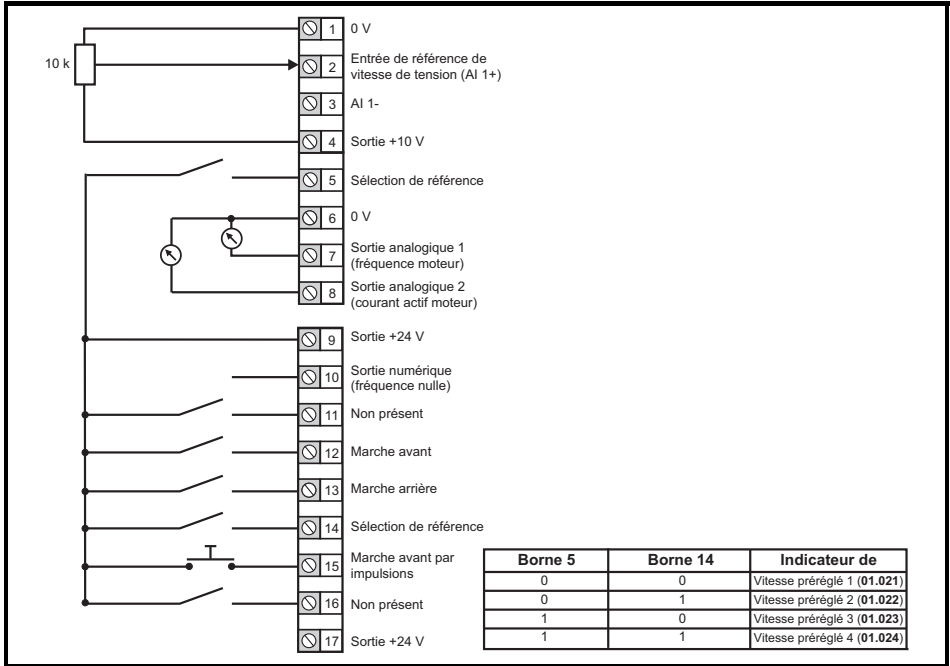 10 k
1 0 V
2 Entrée de référence de
vitesse de tension (AI 1+)
3 AI 1-
4 Sortie +10 V
5 Sélection de référence
6 0 V
7 Sortie analogique 1
(fréquence moteur)
8 Sortie analogique 2
(courant actif moteur)
9 Sortie +24 V
10 Sortie numérique
(fréquence nulle)
11 Non présent
12 Marche avant
13 Marche arrière
14 Sélection de référence
15 Marche avant par
impulsions
16 Non présent
17 Sortie +24 V
Borne 5 Borne 14 Indicateur de
0 0 Vitesse préréglé 1 (01.021)
0 1 Vitesse préréglé 2 (01.022)
1 0 Vitesse préréglé 3 (01.023)
1 1 Vitesse préréglé 4 (01.024)